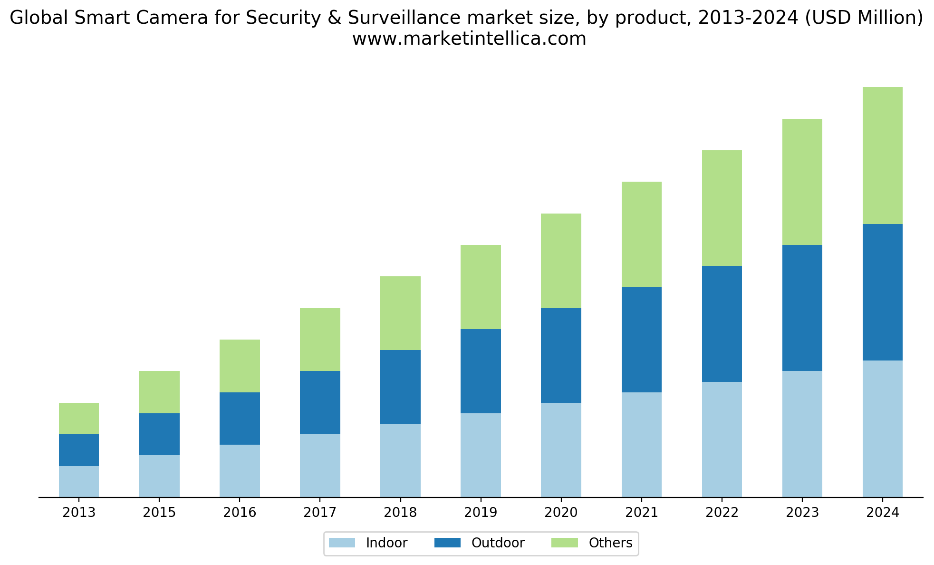 Global Smart Camera for Security & Surveillance market size, by product, 2013-2024 (USD Million)
www.marketintellica.com
2013 2015 2016 2017 2018 2019 2020 2021 2022 2023 2024
Indoor Outdoor Others